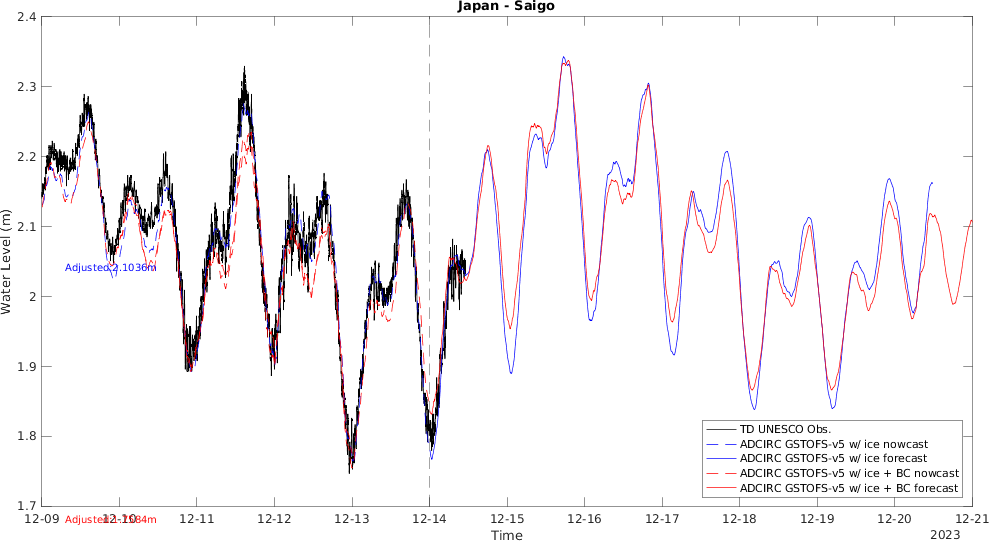 Japan - Saigo
2.4
2.3
2.2
2.1
2
1.9
1.8
1.7
Water Level (m)
Adjusted:2.1036m
TD UNESCO Obs.
ADCIRC GSTOFS-v5 w/ ice nowcast
ADCIRC GSTOFS-v5 w/ ice forecast
ADCIRC GSTOFS-v5 w/ ice + BC nowcast
ADCIRC GSTOFS-v5 w/ ice + BC forecast
12-09 12-10 12-11 12-12 12-13 12-14 12-15 12-16 12-17 12-18 12-19 12-20 12-21
Time
2023